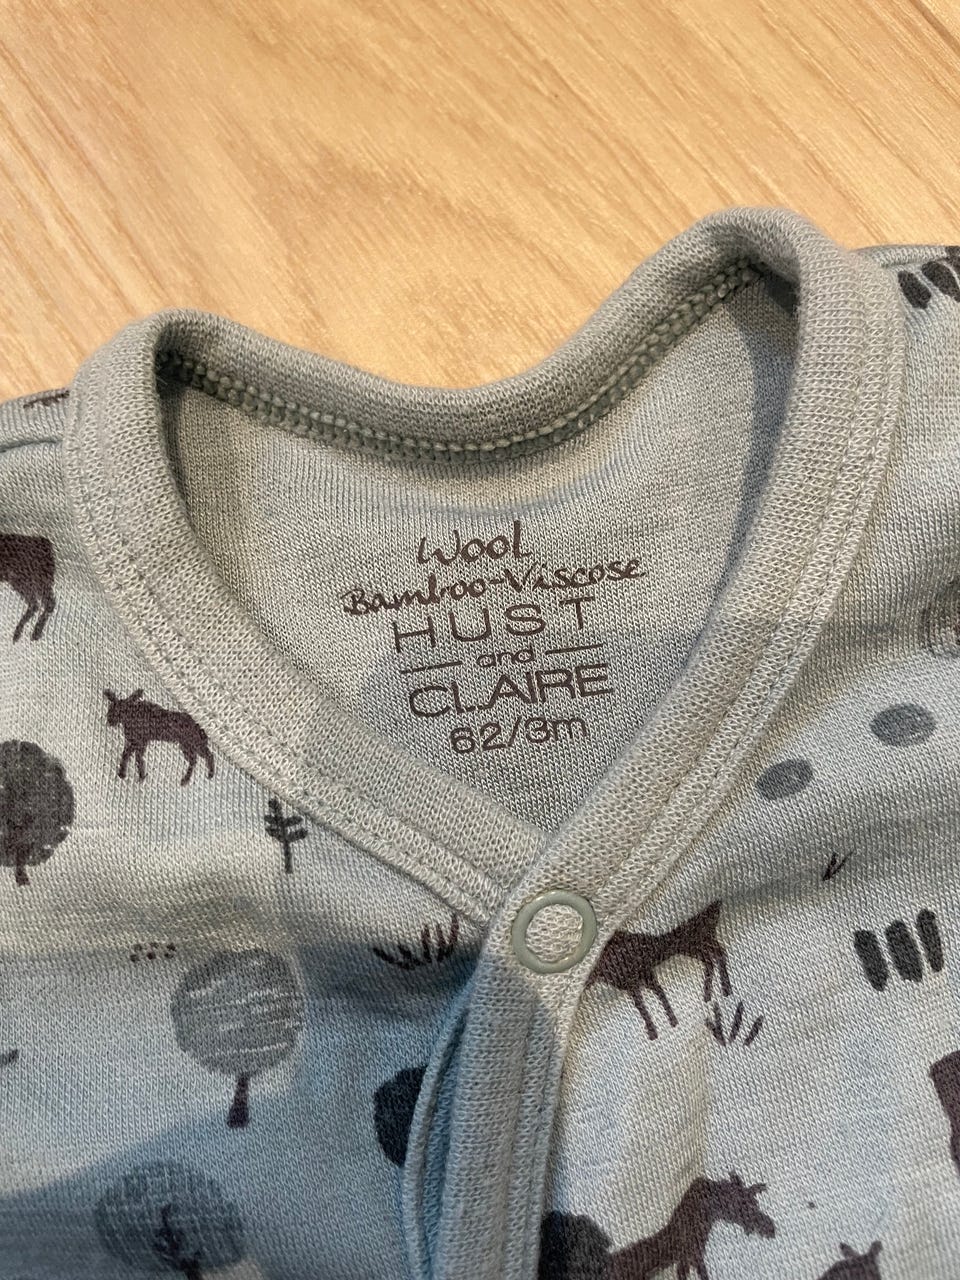 Wool
Bamboo-Viscose
HUST
and
CLAIRE
62/3m